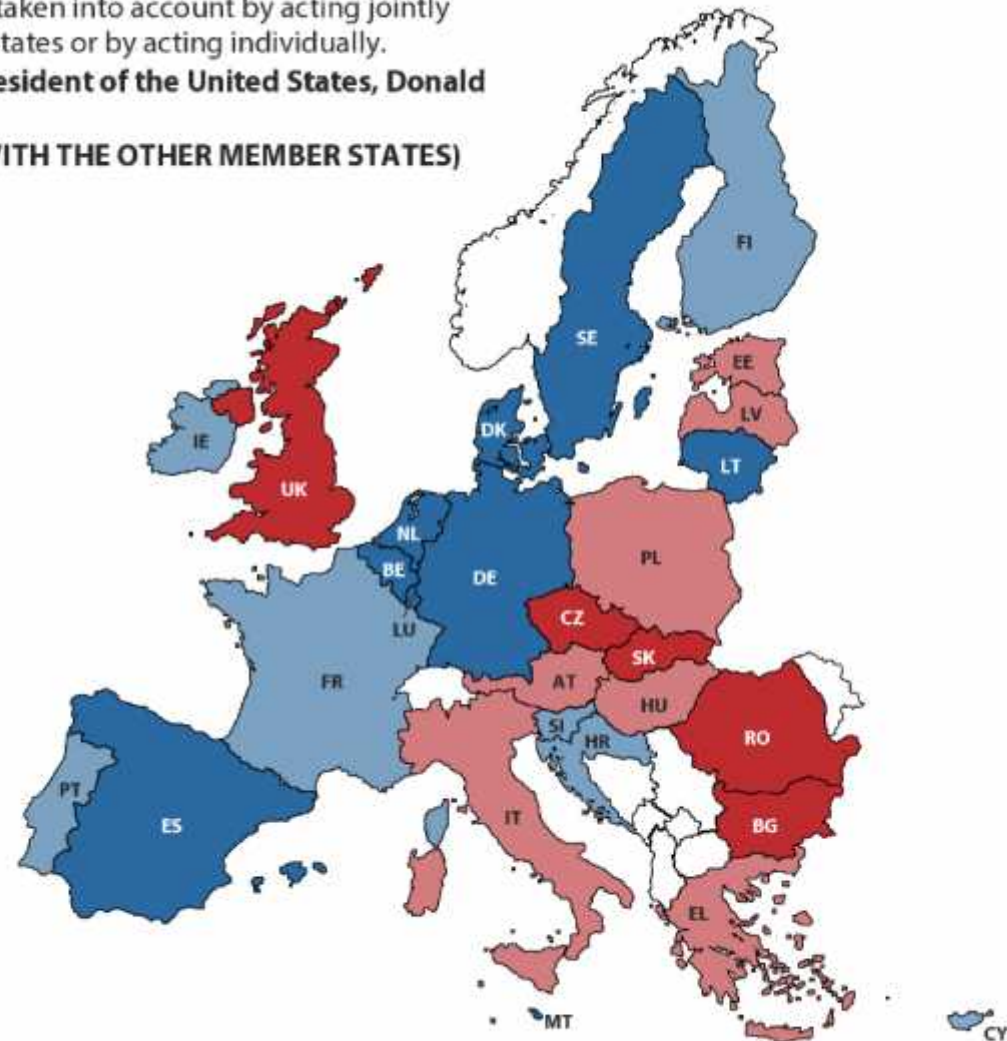 taken into account by acting jointly
tates or by acting individually.
esident of the United States, Donald
VITH THE OTHER MEMBER STATES)
FI
SE
EE
LV
IE
DK
LT
UK
NL
PL
BE
DE
CZ
LU
SK
FR
AT
HU
SI
HR
RO
PT
IT
ES
BG
EL
MT
CY